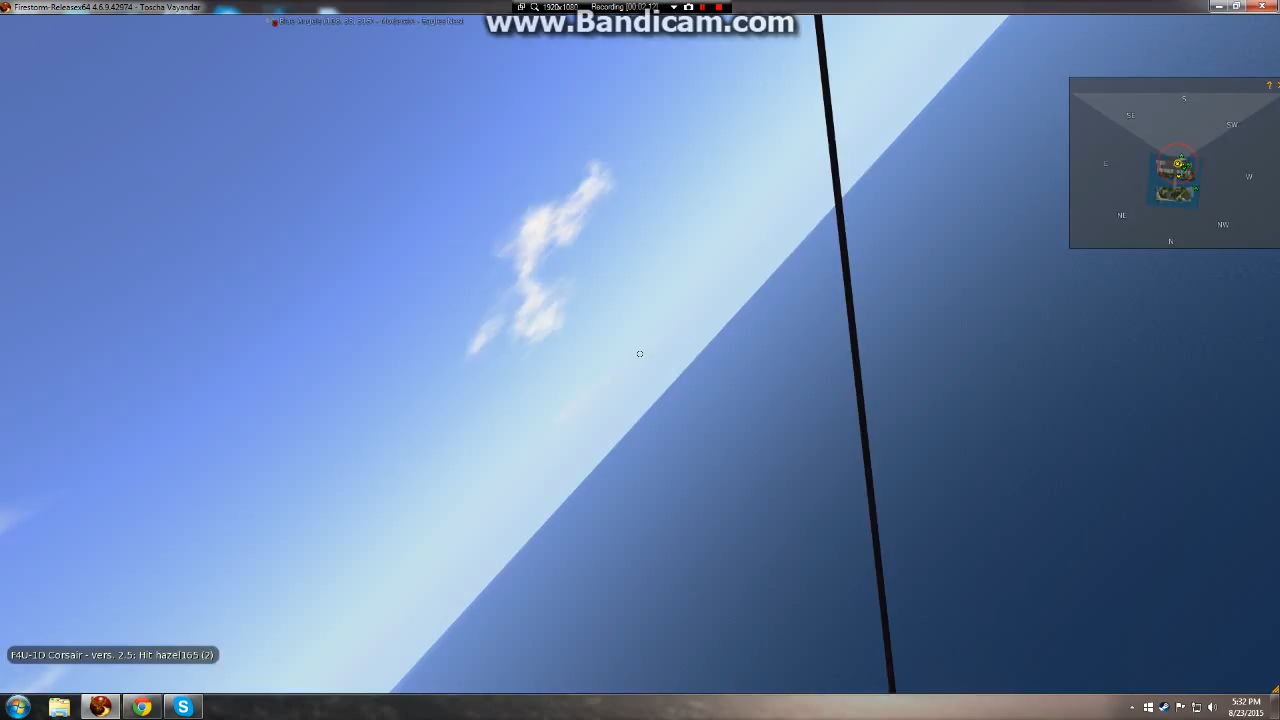 Firestorm-Releasex64 4.6.9.42974 - Toscha Vayandar
1920x1080
Recording [00:02:12]
www.Bandicam.com
?
S
SE
SW
E
W
NE
NW
N
F4U-1D Corsair - vers. 2.5: Hit hazel165 (2)
5:32 PM
8/23/2015